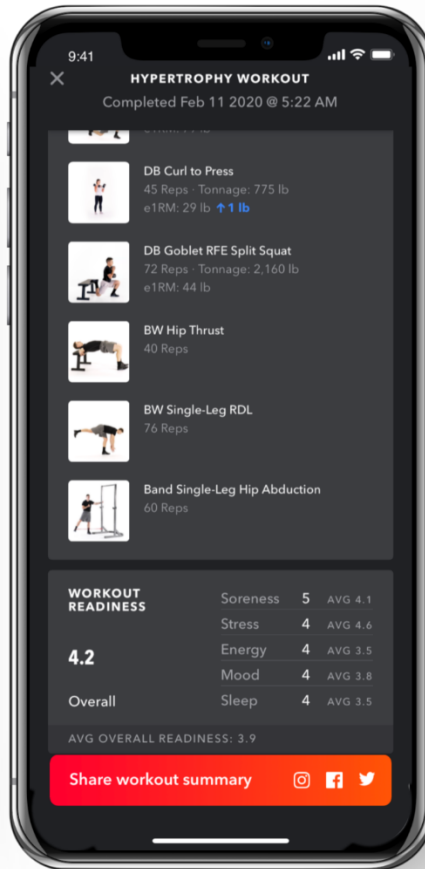 9:41
HYPERTROPHY WORKOUT
Completed Feb 11 2020 @ 5:22 AM
DB Curl to Press
45 Reps · Tonnage: 775 lb
e1RM: 29 lb ↑ 1 lb
DB Goblet RFE Split Squat
72 Reps · Tonnage: 2,160 lb
e1RM: 44 lb
BW Hip Thrust
40 Reps
BW Single-Leg RDL
76 Reps
Band Single-Leg Hip Abduction
60 Reps
WORKOUT
READINESS
4.2
Overall
Soreness 5 AVG 4.1
Stress 4 AVG 4.6
Energy 4 AVG 3.5
Mood 4 AVG 3.8
Sleep 4 AVG 3.5
AVG OVERALL READINESS: 3.9
Share workout summary